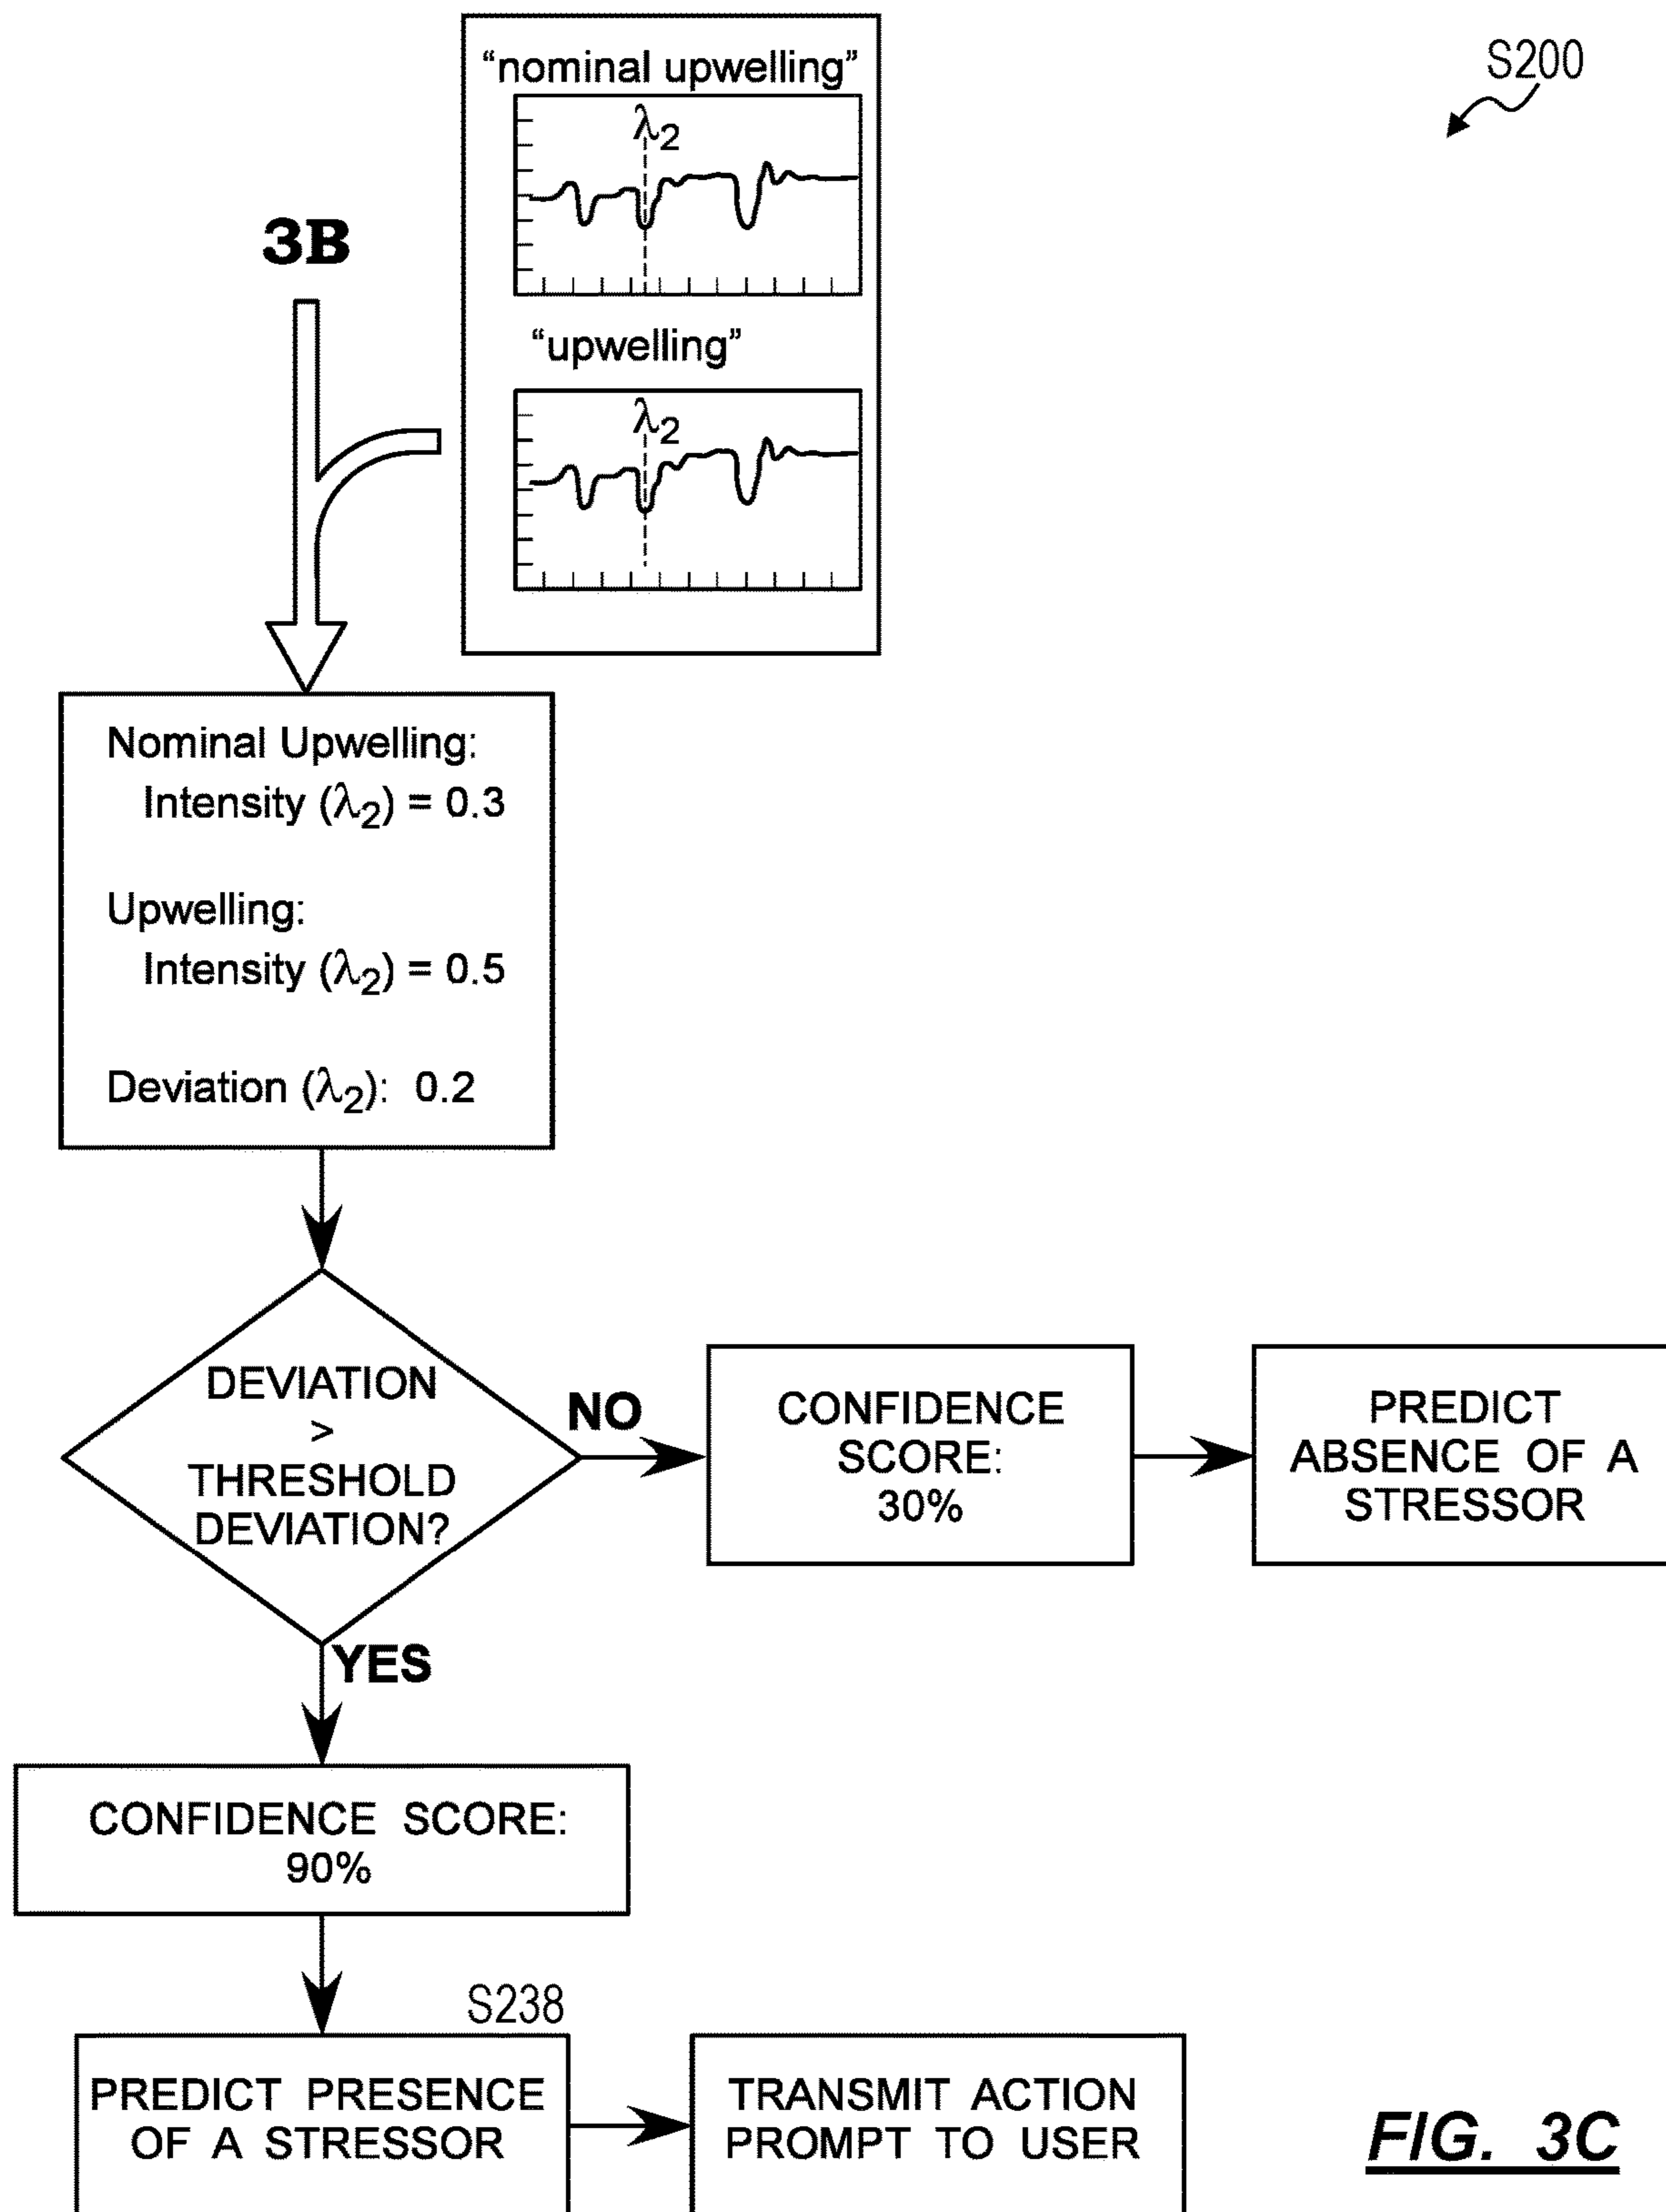 S200
“nominal upwelling”
λ2
3B
“upwelling”
λ2
Nominal Upwelling:
Intensity (λ2) = 0.3
Upwelling:
Intensity (λ2) = 0.5
Deviation (λ2): 0.2
DEVIATION
>
THRESHOLD
DEVIATION?
NO
CONFIDENCE
SCORE:
30%
PREDICT
ABSENCE OF A
STRESSOR
YES
CONFIDENCE SCORE:
90%
S238
PREDICT PRESENCE
OF A STRESSOR
TRANSMIT ACTION
PROMPT TO USER
FIG. 3C